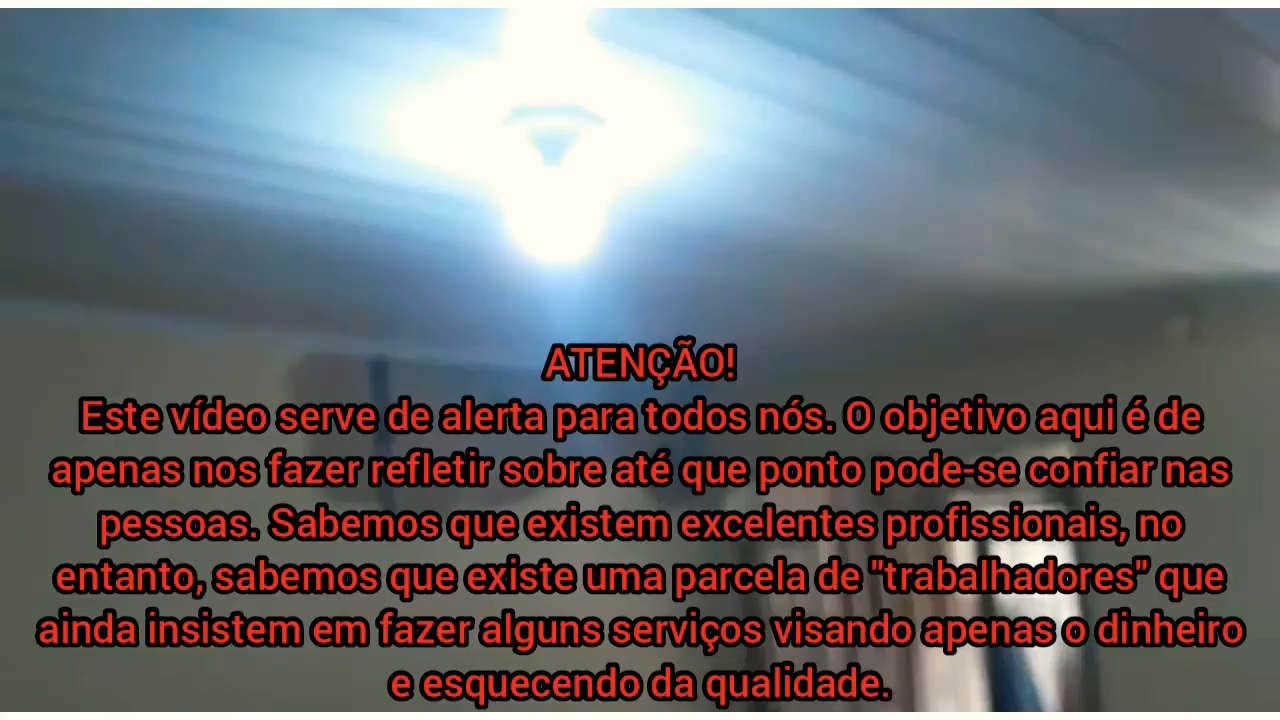 ATENÇÃO!
Este vídeo serve de alerta para todos nós. O objetivo aqui é de
apenas nos fazer refletir sobre até que ponto pode-se confiar nas
pessoas. Sabemos que existem excelentes profissionais, no
entanto, sabemos que existe uma parcela de "trabalhadores" que
ainda insistem em fazer alguns serviços visando apenas o dinheiro
e esquecendo da qualidade.